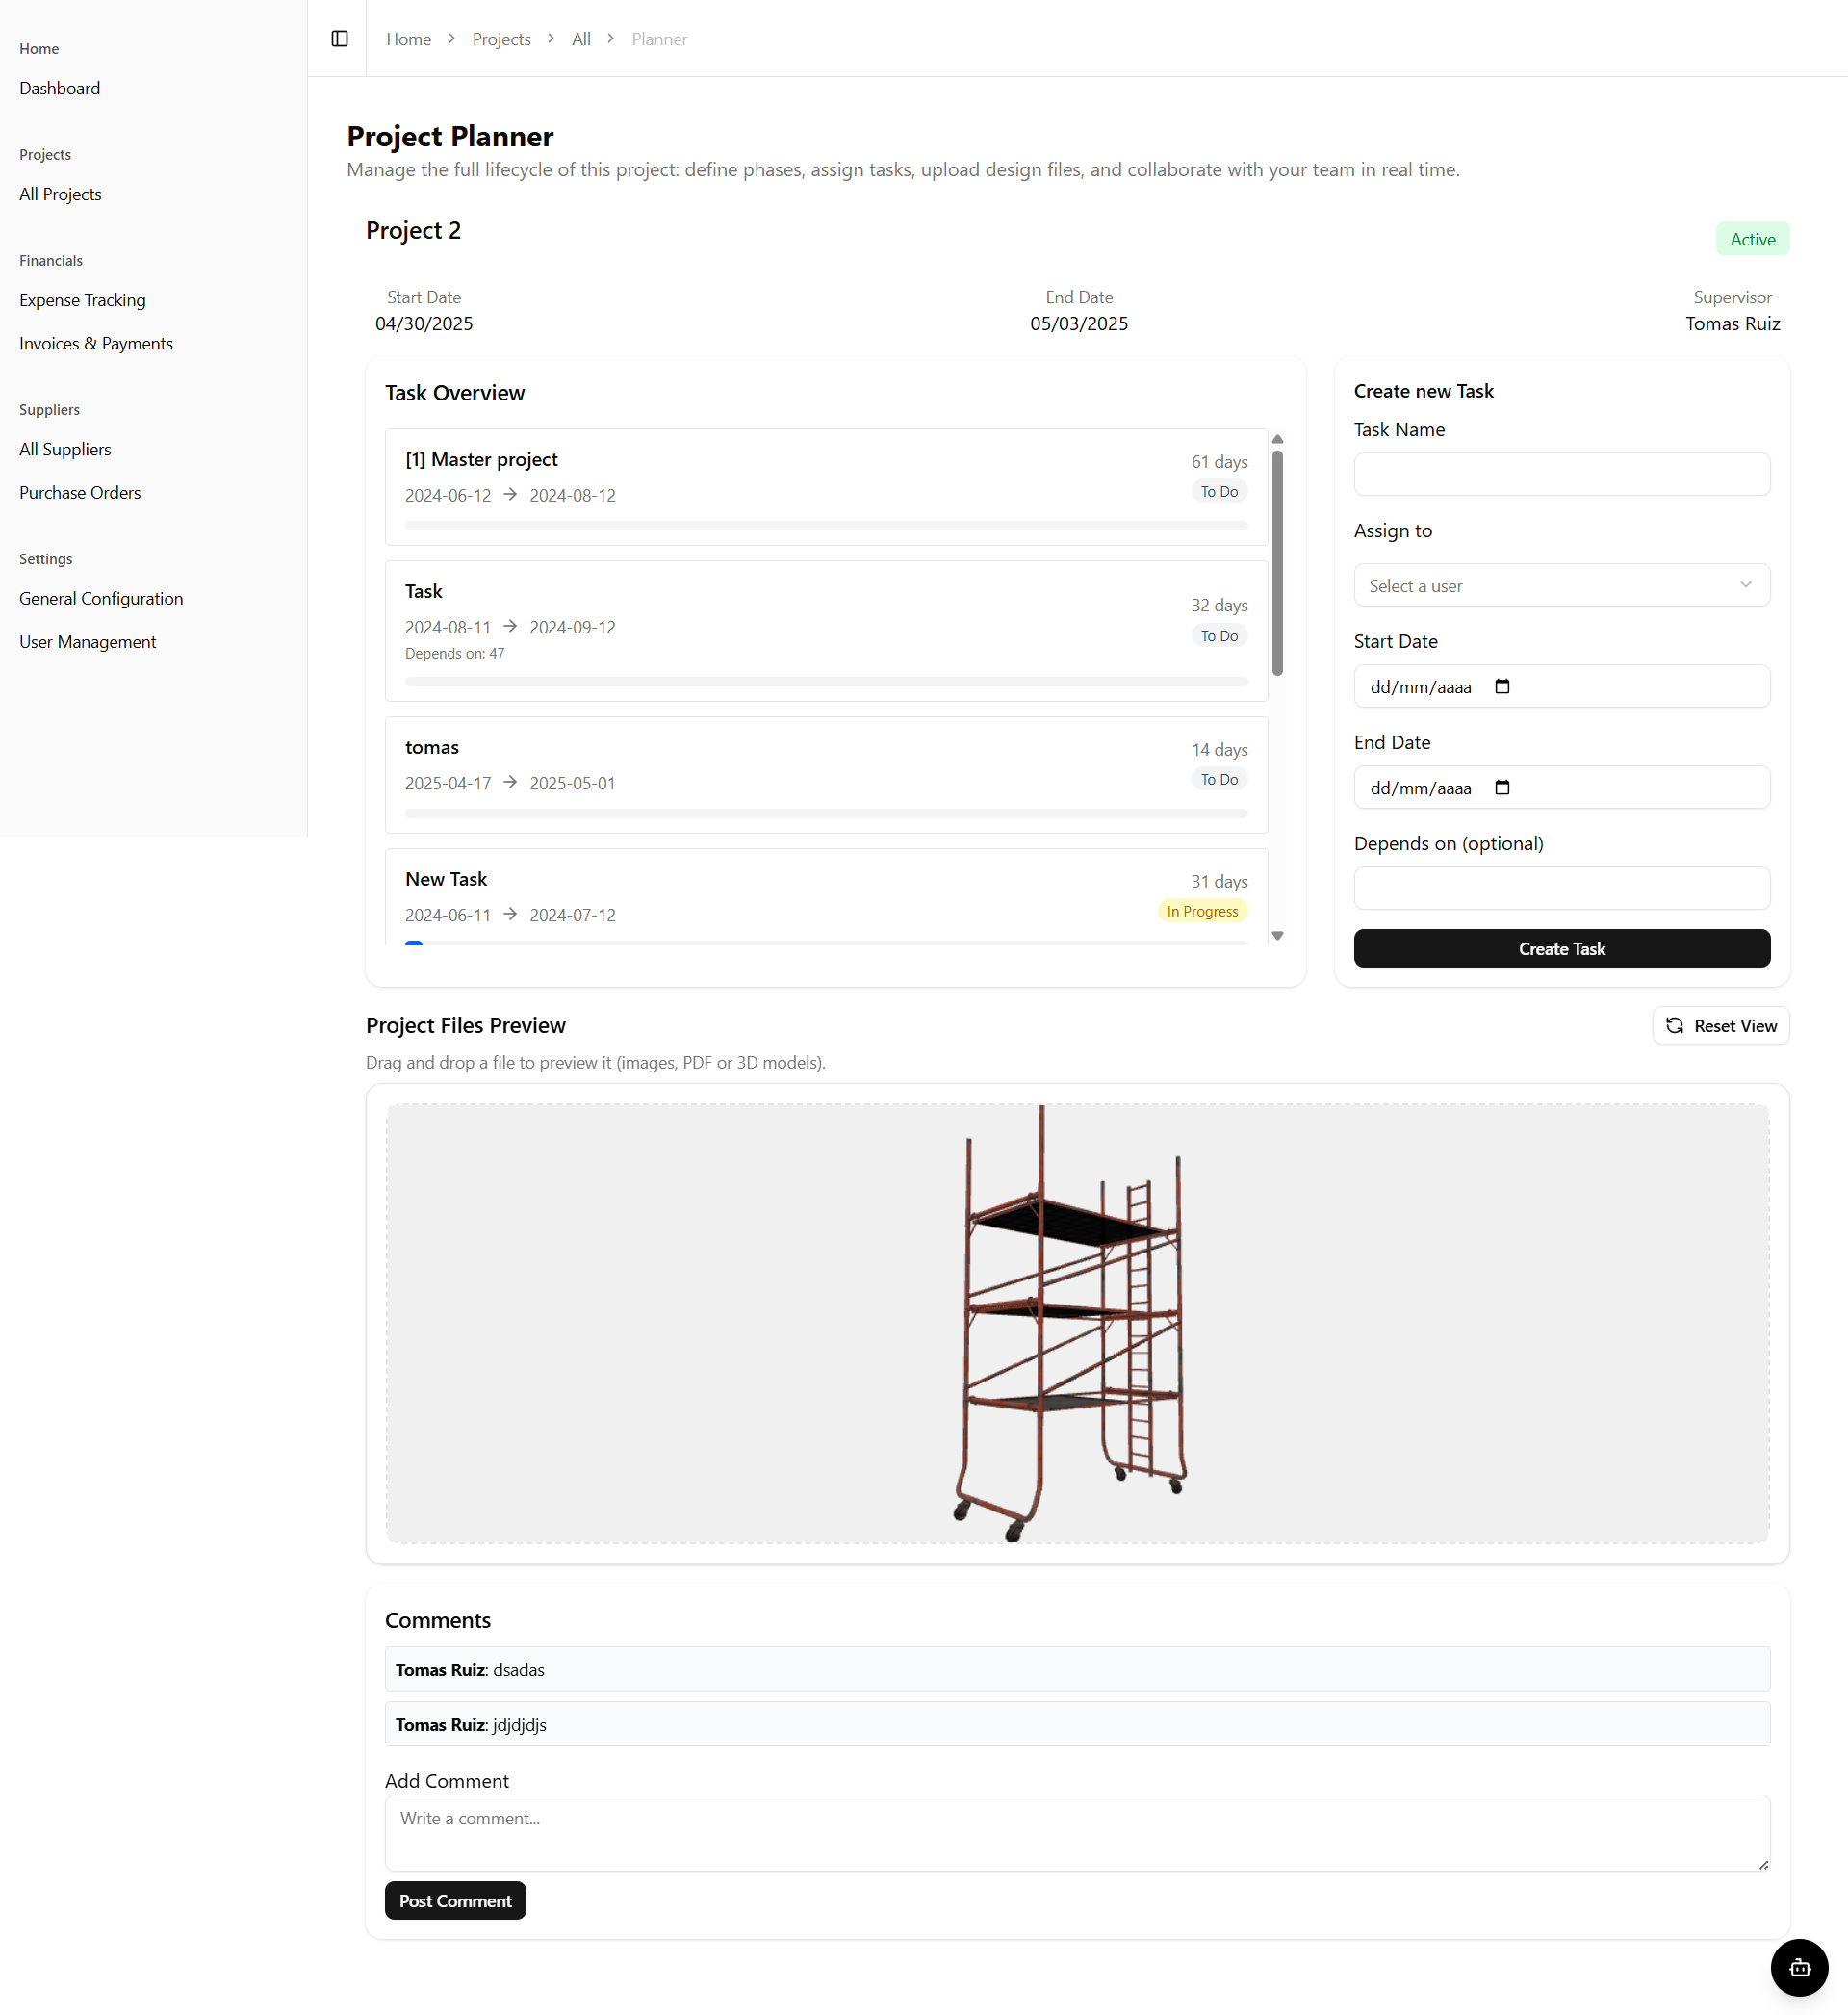 Home
Dashboard
Projects
All Projects
Financials
Expense Tracking
Invoices & Payments
Suppliers
All Suppliers
Purchase Orders
Settings
General Configuration
User Management
Home > Projects > All > Planner
Project Planner
Manage the full lifecycle of this project: define phases, assign tasks, upload design files, and collaborate with your team in real time.
Project 2
Active
Start Date
04/30/2025
End Date
05/03/2025
Supervisor
Tomas Ruiz
Task Overview
[1] Master project
2024-06-12 → 2024-08-12
61 days
To Do
Task
2024-08-11 → 2024-09-12
Depends on: 47
32 days
To Do
tomas
2025-04-17 → 2025-05-01
14 days
To Do
New Task
2024-06-11 → 2024-07-12
31 days
In Progress
Create new Task
Task Name
Assign to
Select a user
Start Date
dd/mm/aaaa
End Date
dd/mm/aaaa
Depends on (optional)
Create Task
Project Files Preview
Reset View
Drag and drop a file to preview it (images, PDF or 3D models).
Comments
Tomas Ruiz: dsadas
Tomas Ruiz: jdjdjdjs
Add Comment
Write a comment...
Post Comment